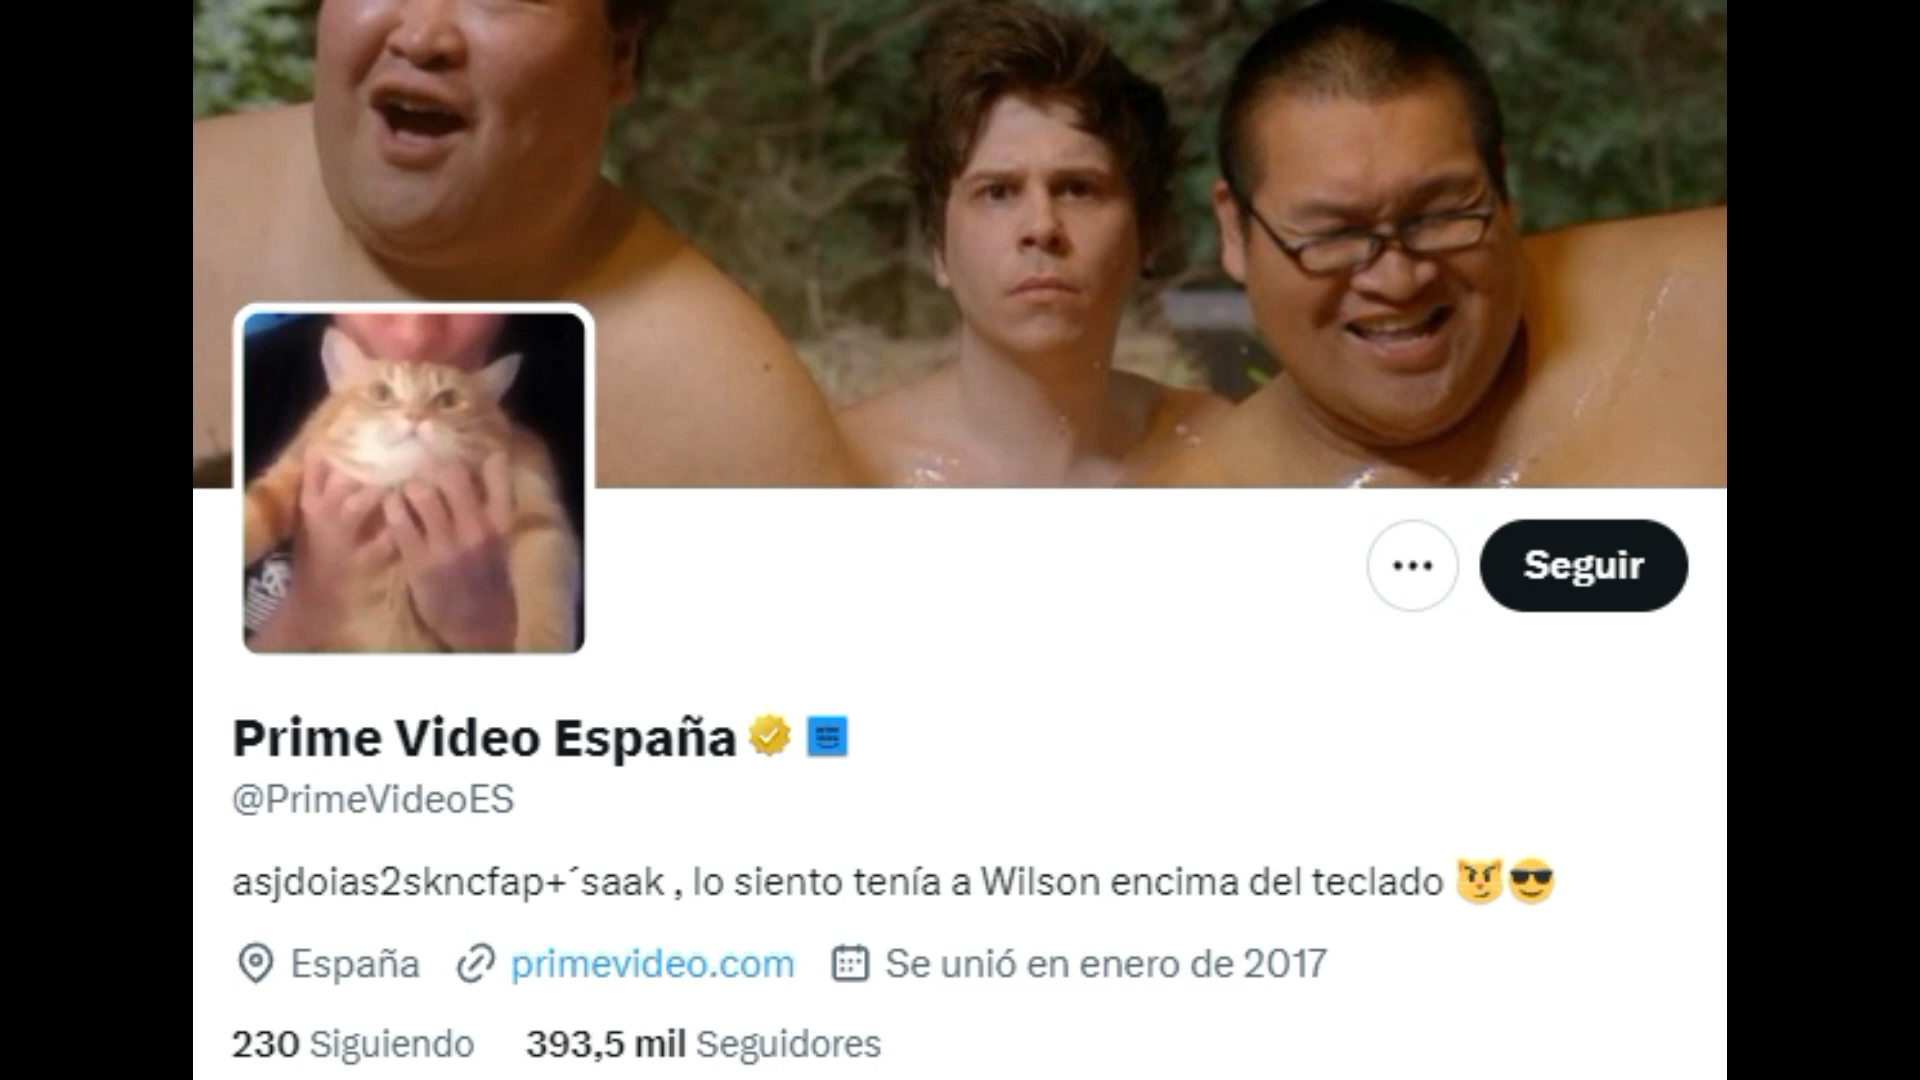 Seguir
Prime Video España
@PrimeVideoES
asjdoias2skncfap+´saak , lo siento tenía a Wilson encima del teclado 😼😎
España primevideo.com Se unió en enero de 2017
230 Siguiendo 393,5 mil Seguidores